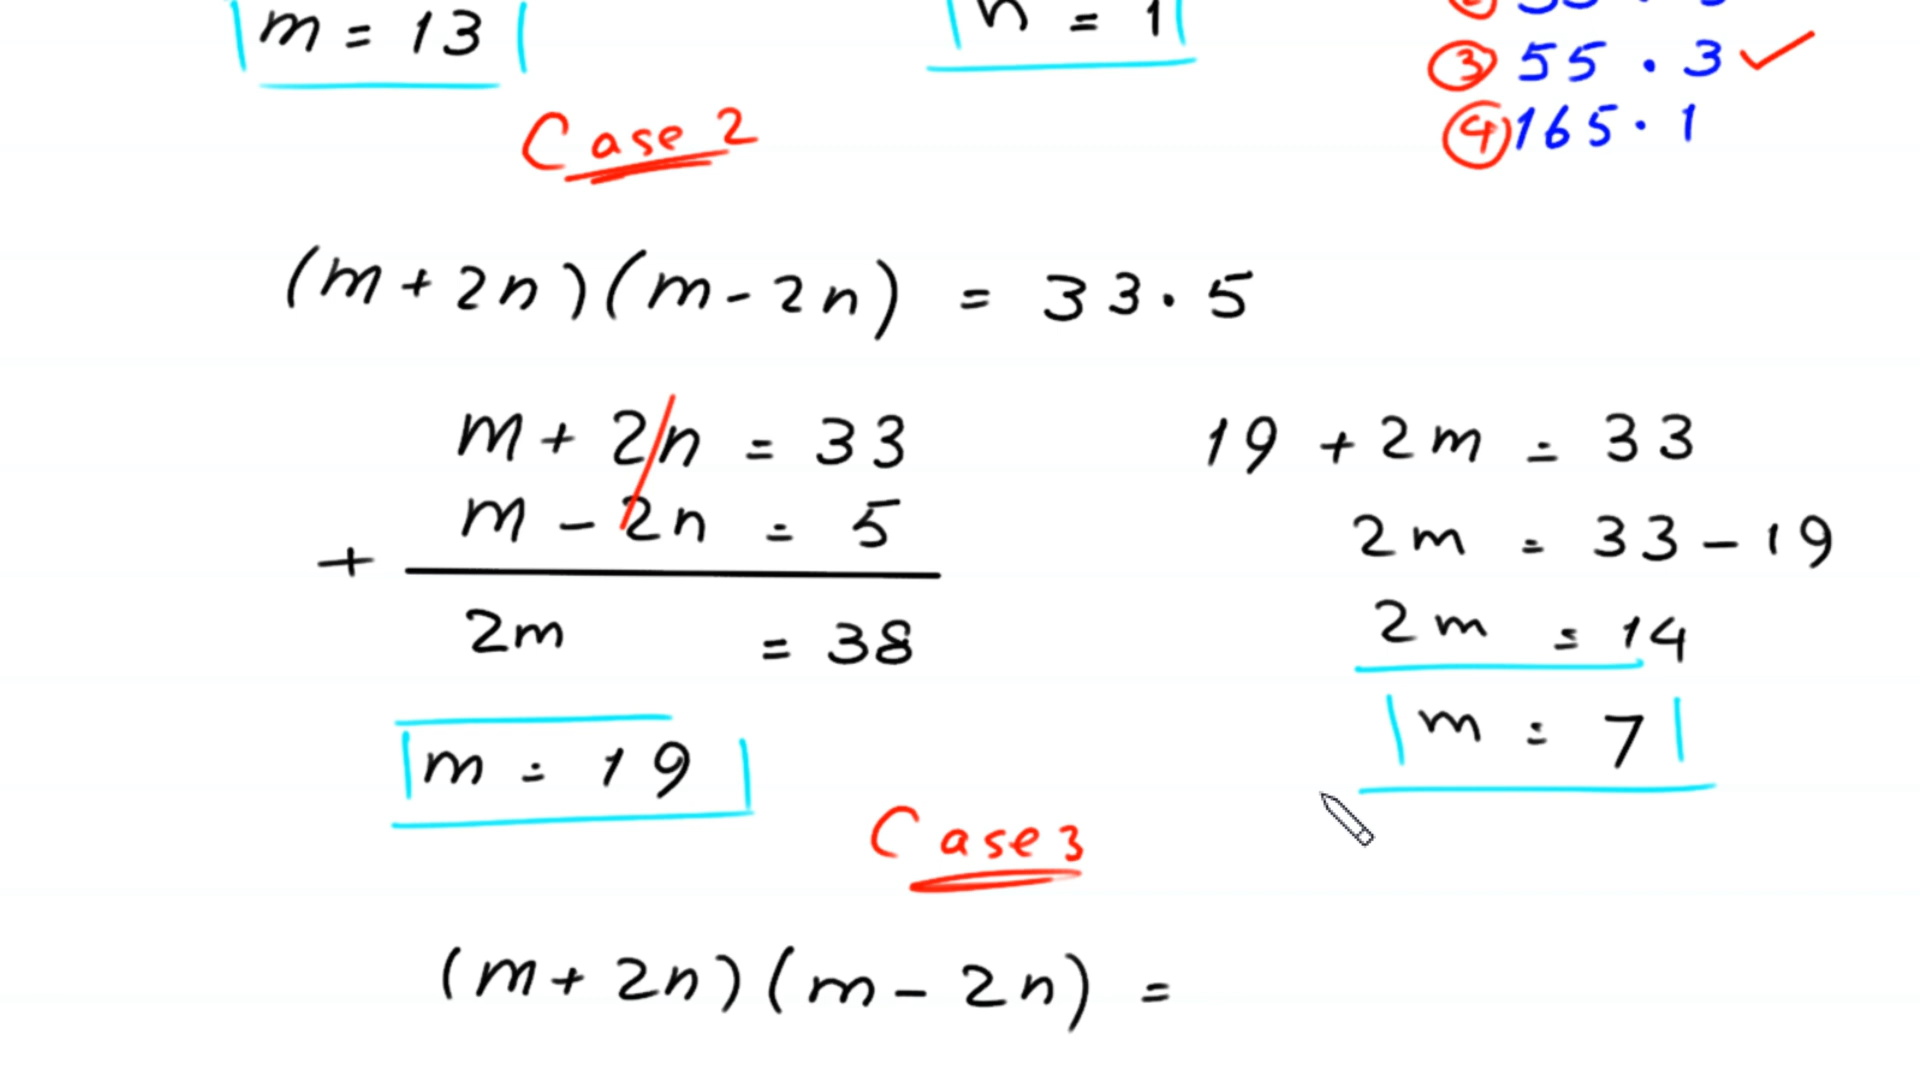 m = 13
n = 1
③ 55 · 3 ✓
④ 165 · 1
Case 2
(m + 2n)(m - 2n) = 33 · 5
m + 2n = 33
m - 2n = 5
+
2m = 38
m = 19
19 + 2m = 33
2m = 33 - 19
2m = 14
m = 7
Case 3
(m + 2n)(m - 2n) =